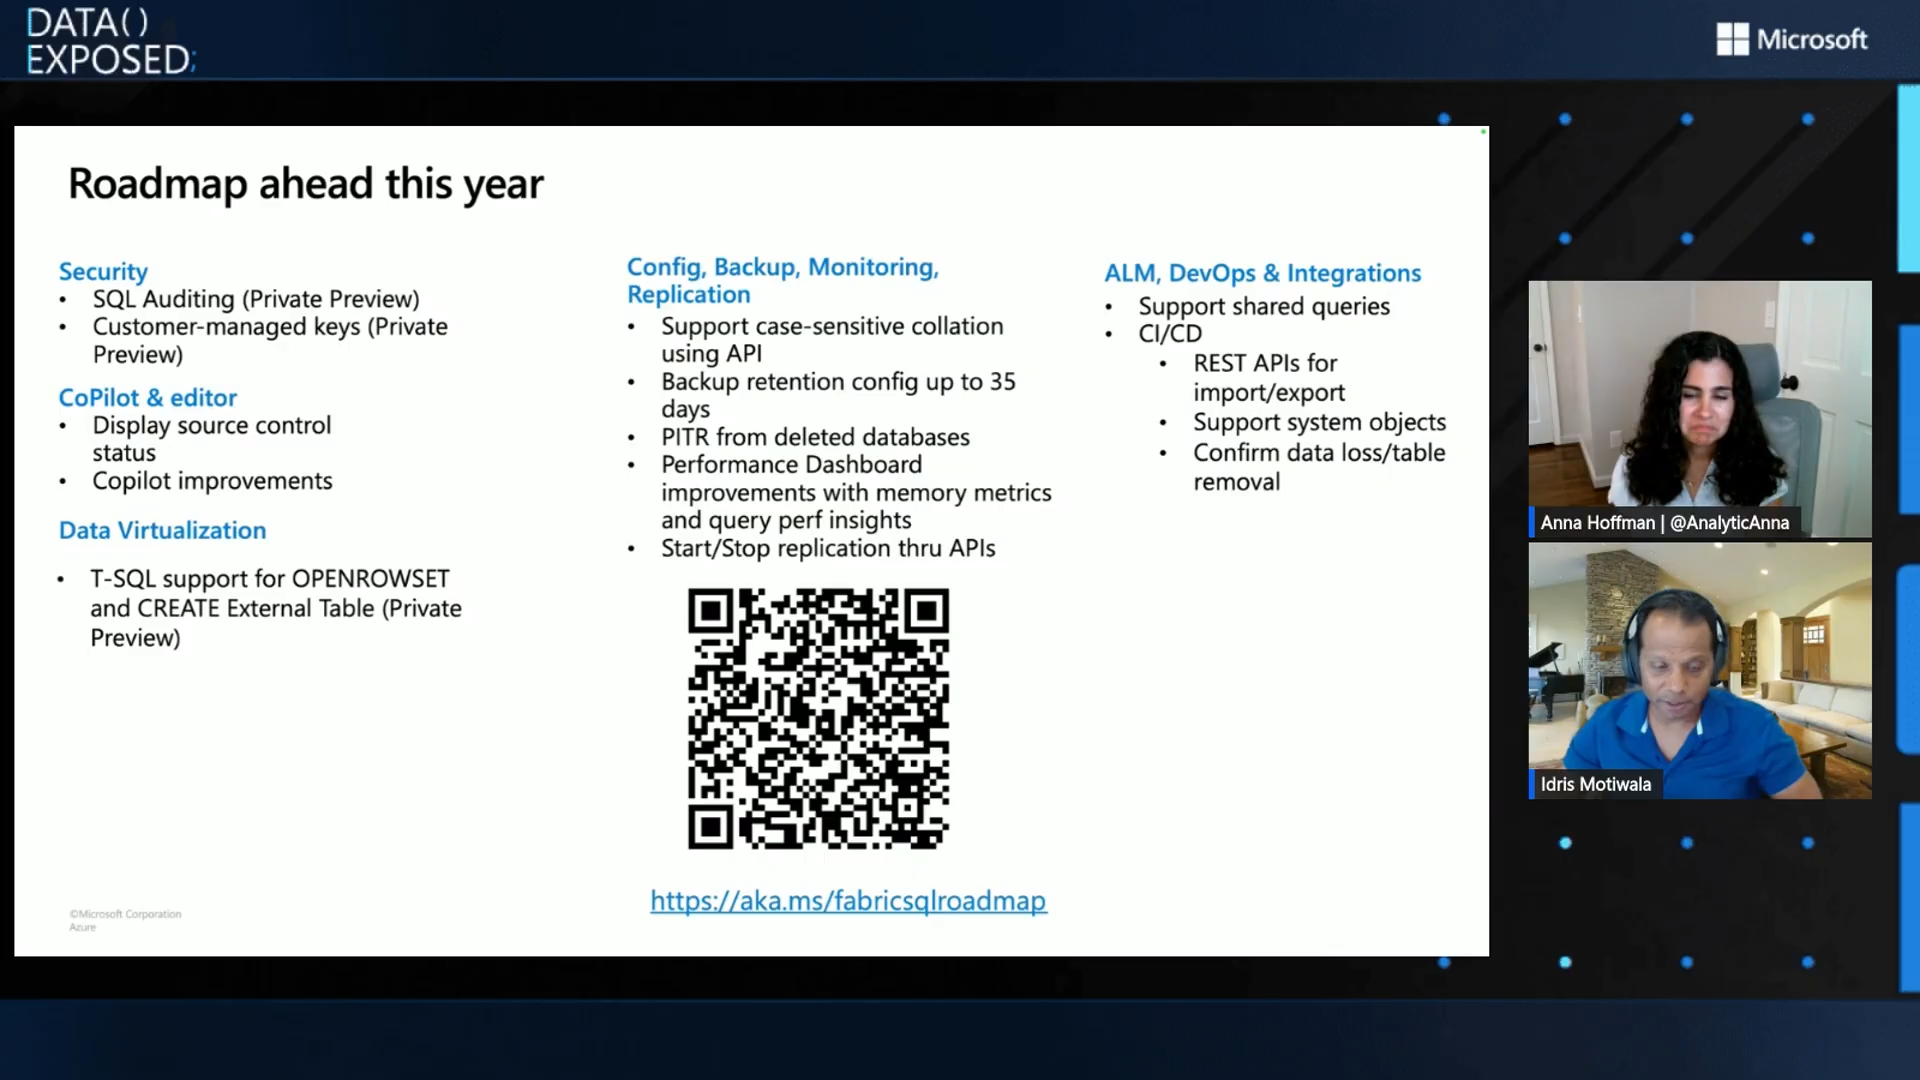 DATA()
EXPOSED;
Microsoft
Roadmap ahead this year
Security
• SQL Auditing (Private Preview)
• Customer-managed keys (Private
Preview)
CoPilot & editor
• Display source control
status
• Copilot improvements
Data Virtualization
• T-SQL support for OPENROWSET
and CREATE External Table (Private
Preview)
Config, Backup, Monitoring,
Replication
• Support case-sensitive collation
using API
• Backup retention config up to 35
days
• PITR from deleted databases
• Performance Dashboard
improvements with memory metrics
and query perf insights
• Start/Stop replication thru APIs
https://aka.ms/fabricsqlroadmap
ALM, DevOps & Integrations
• Support shared queries
• CI/CD
• REST APIs for
import/export
• Support system objects
• Confirm data loss/table
removal
©Microsoft Corporation
Azure
Anna Hoffman | @AnalyticAnna
Idris Motiwala